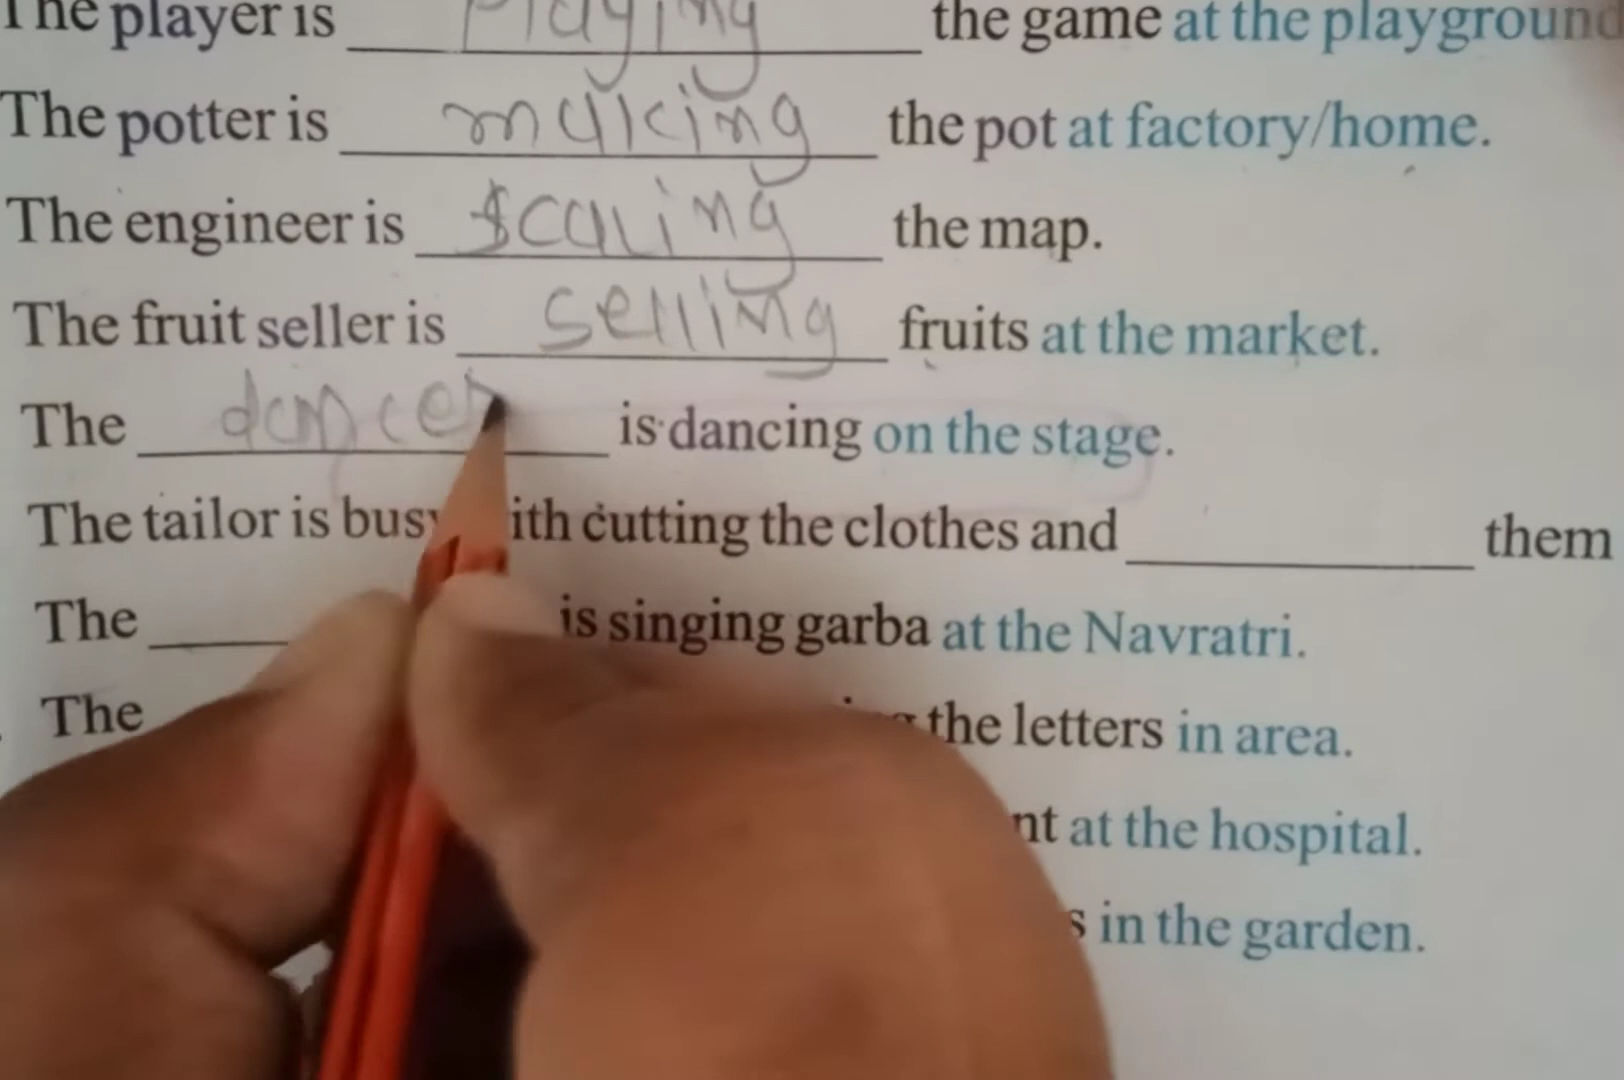 The player is playing the game at the playground
The potter is making the pot at factory/home.
The engineer is scaling the map.
The fruit seller is selling fruits at the market.
The dancer is dancing on the stage.
The tailor is busy ith cutting the clothes and ______ them
The ______ is singing garba at the Navratri.
The the letters in area.
nt at the hospital.
s in the garden.